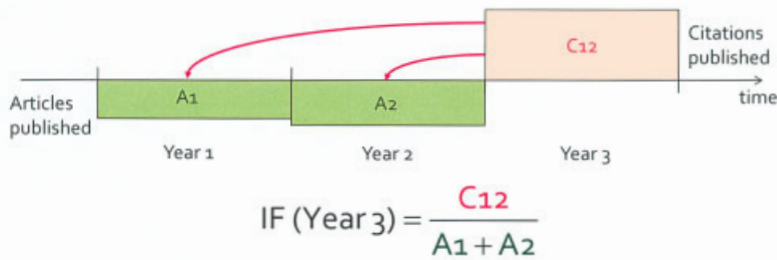 C12
Citations
published
time
Articles
published
A1
A2
Year 1
Year 2
Year 3
IF (Year 3) = C12 / A1 + A2